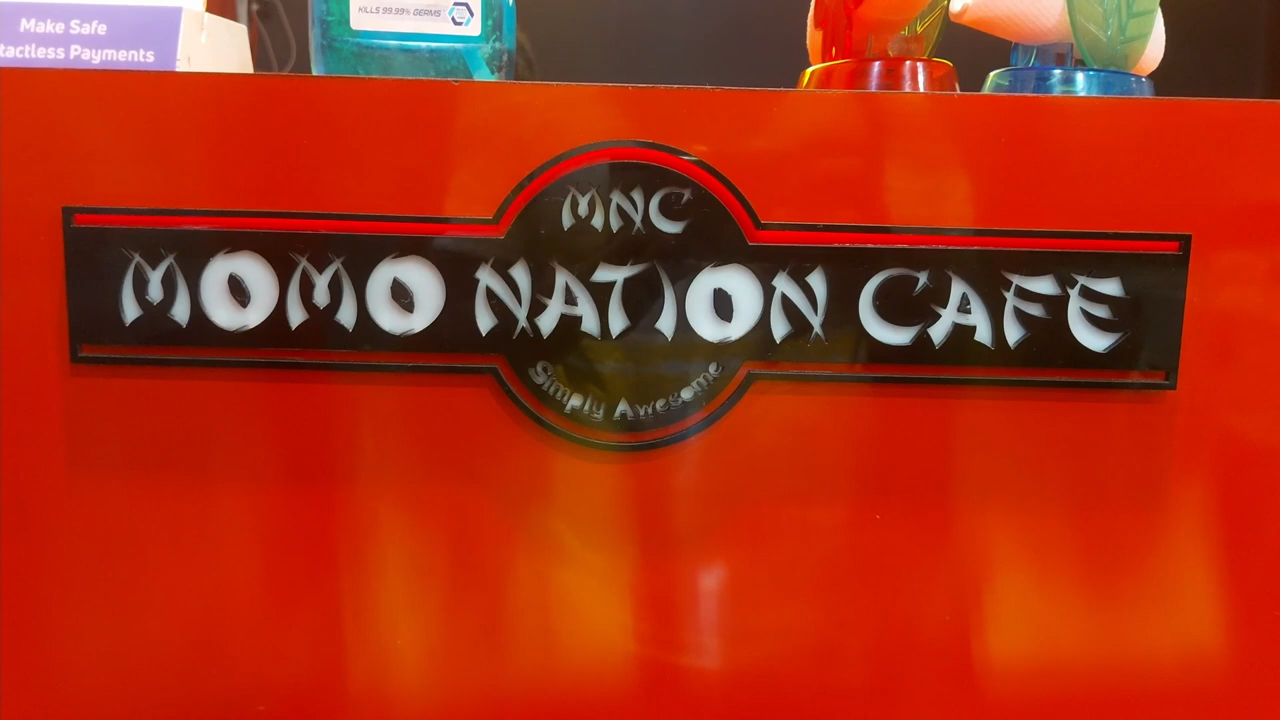 Make Safe
tactless Payments
KILLS 99.99% GERMS
MNC
MOMO NATION CAFE
Simply Awesome